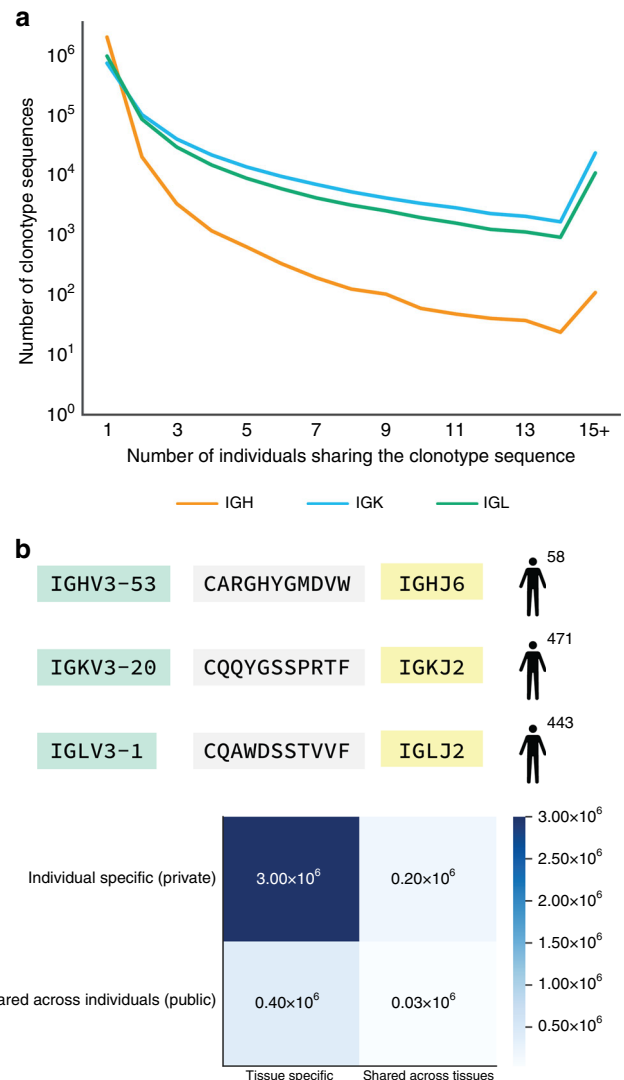 a
Number of clonotype sequences
10^6
10^5
10^4
10^3
10^2
10^1
10^0
1 3 5 7 9 11 13 15+
Number of individuals sharing the clonotype sequence
IGH IGK IGL
b
IGHV3-53 CARGHYGMDVW IGHJ6 58
IGKV3-20 CQQYGSSPRTF IGKJ2 471
IGLV3-1 CQAWDSSTVVF IGLJ2 443
Individual specific (private) 3.00×10^6 0.20×10^6
across individuals (public) 0.40×10^6 0.03×10^6
Tissue specific Shared across tissues
3.00×10^6
2.50×10^6
2.00×10^6
1.50×10^6
1.00×10^6
0.50×10^6